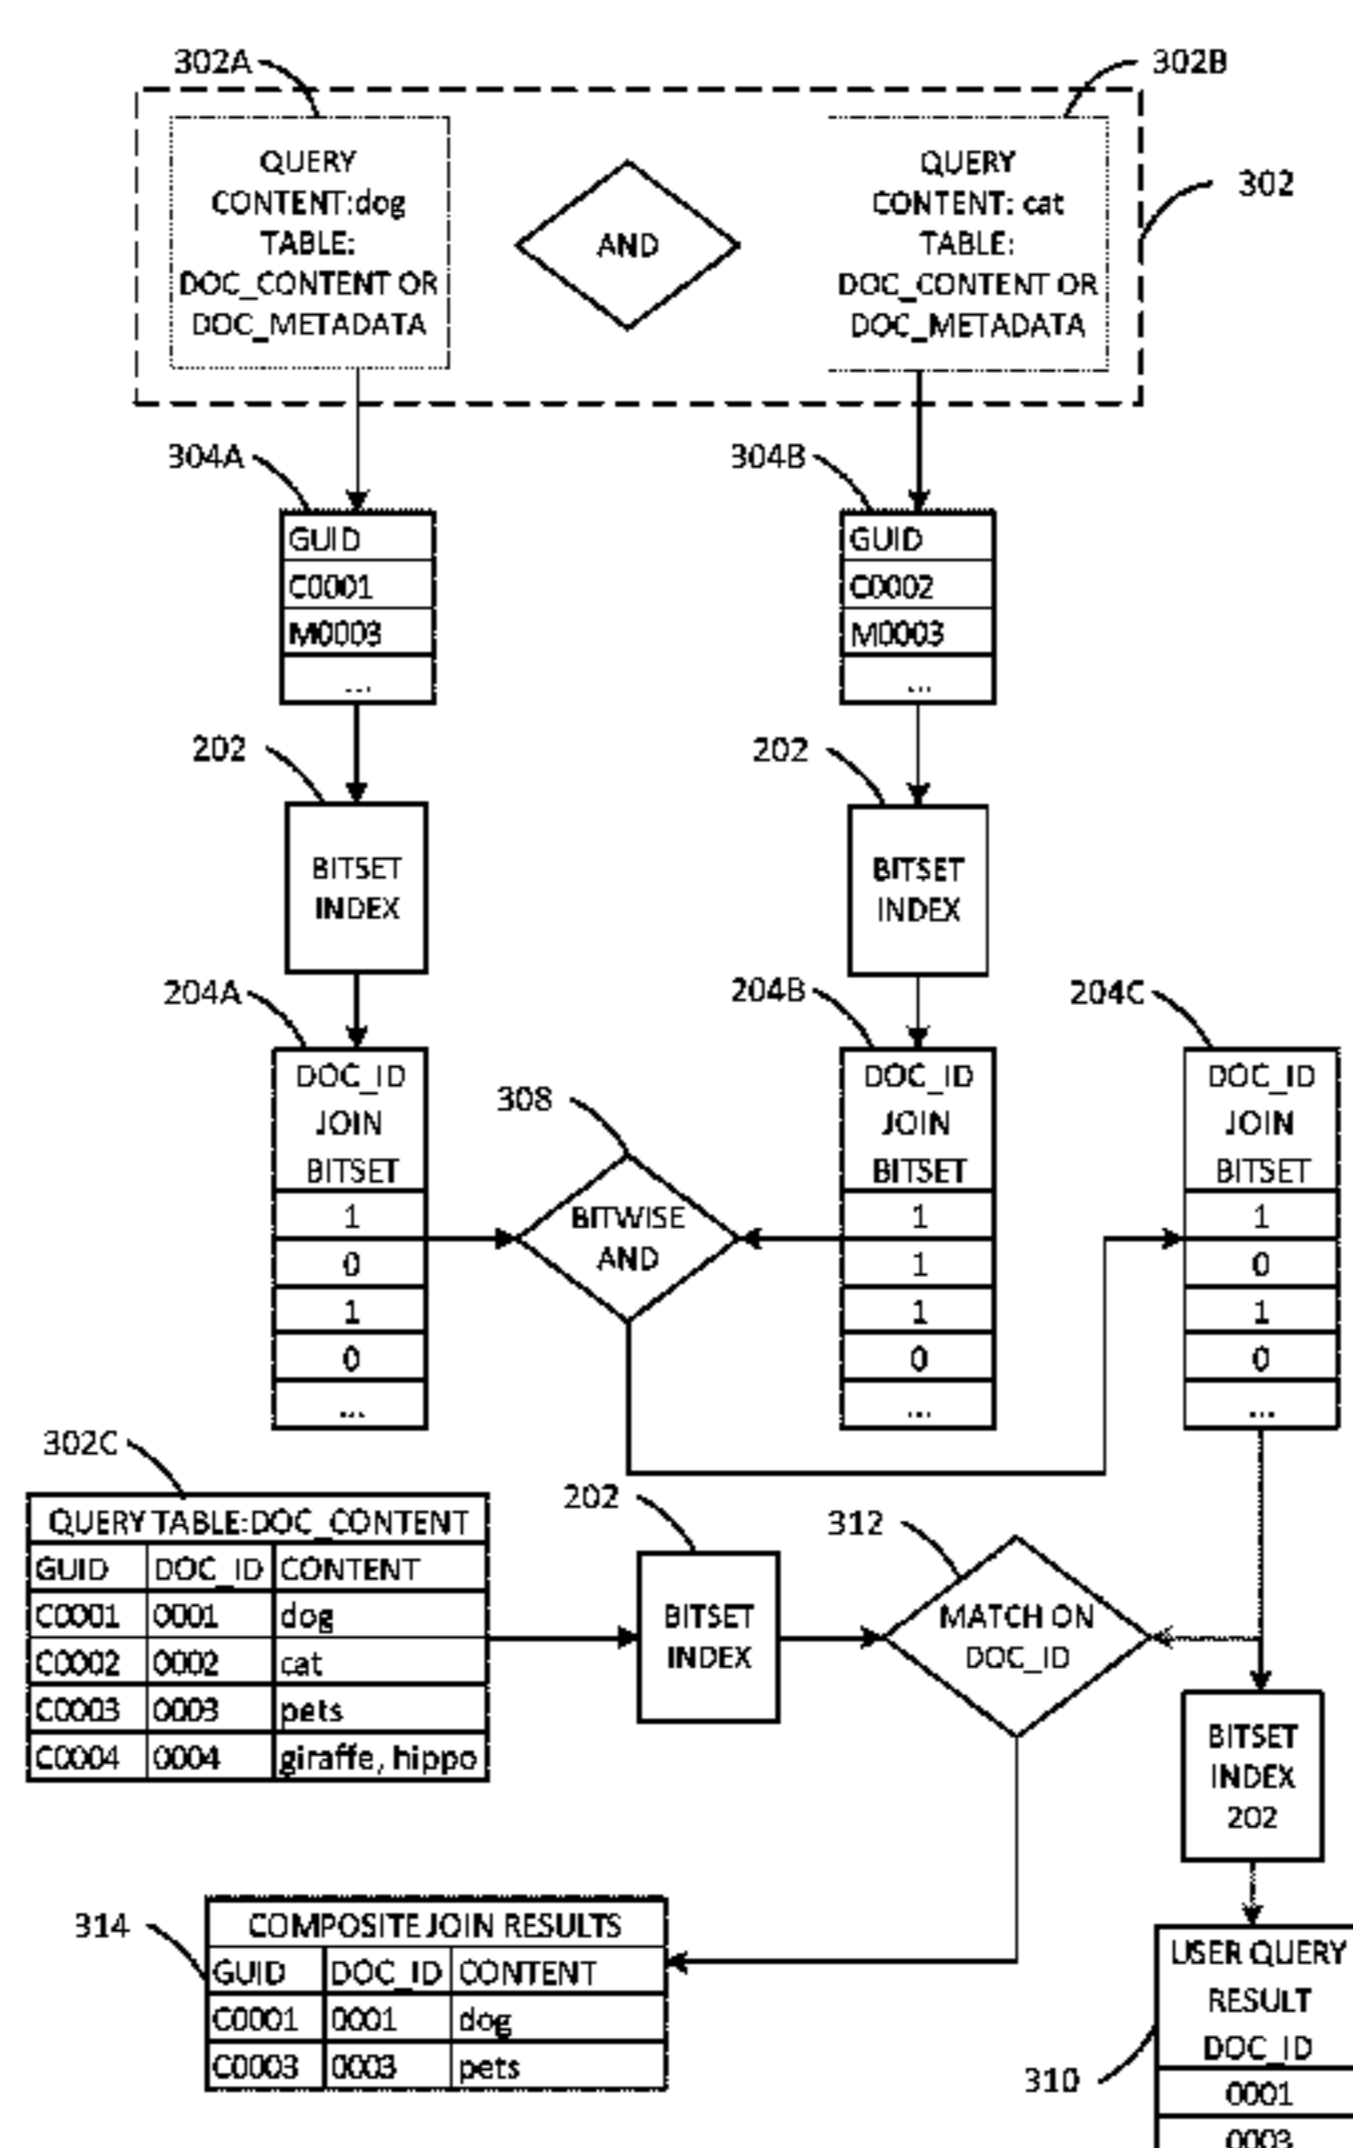 302A
302B
302
QUERY
CONTENT:dog
TABLE:
DOC_CONTENT OR
DOC_METADATA
AND
QUERY
CONTENT: cat
TABLE:
DOC_CONTENT OR
DOC_METADATA
304A
GUID
C0001
M0003
...
304B
GUID
C0002
M0003
...
202
BITSET
INDEX
202
BITSET
INDEX
204A
DOC_ID
JOIN
BITSET
1
0
1
0
...
308
BITWISE
AND
204B
DOC_ID
JOIN
BITSET
1
1
1
0
...
204C
DOC_ID
JOIN
BITSET
1
0
1
0
...
302C
QUERY TABLE:DOC_CONTENT
GUID DOC_ID CONTENT
C0001 0001 dog
C0002 0002 cat
C0003 0003 pets
C0004 0004 giraffe, hippo
202
BITSET
INDEX
312
MATCH ON
DOC_ID
BITSET
INDEX
202
314
COMPOSITE JOIN RESULTS
GUID DOC_ID CONTENT
C0001 0001 dog
C0003 0003 pets
310
USER QUERY
RESULT
DOC_ID
0001
0003